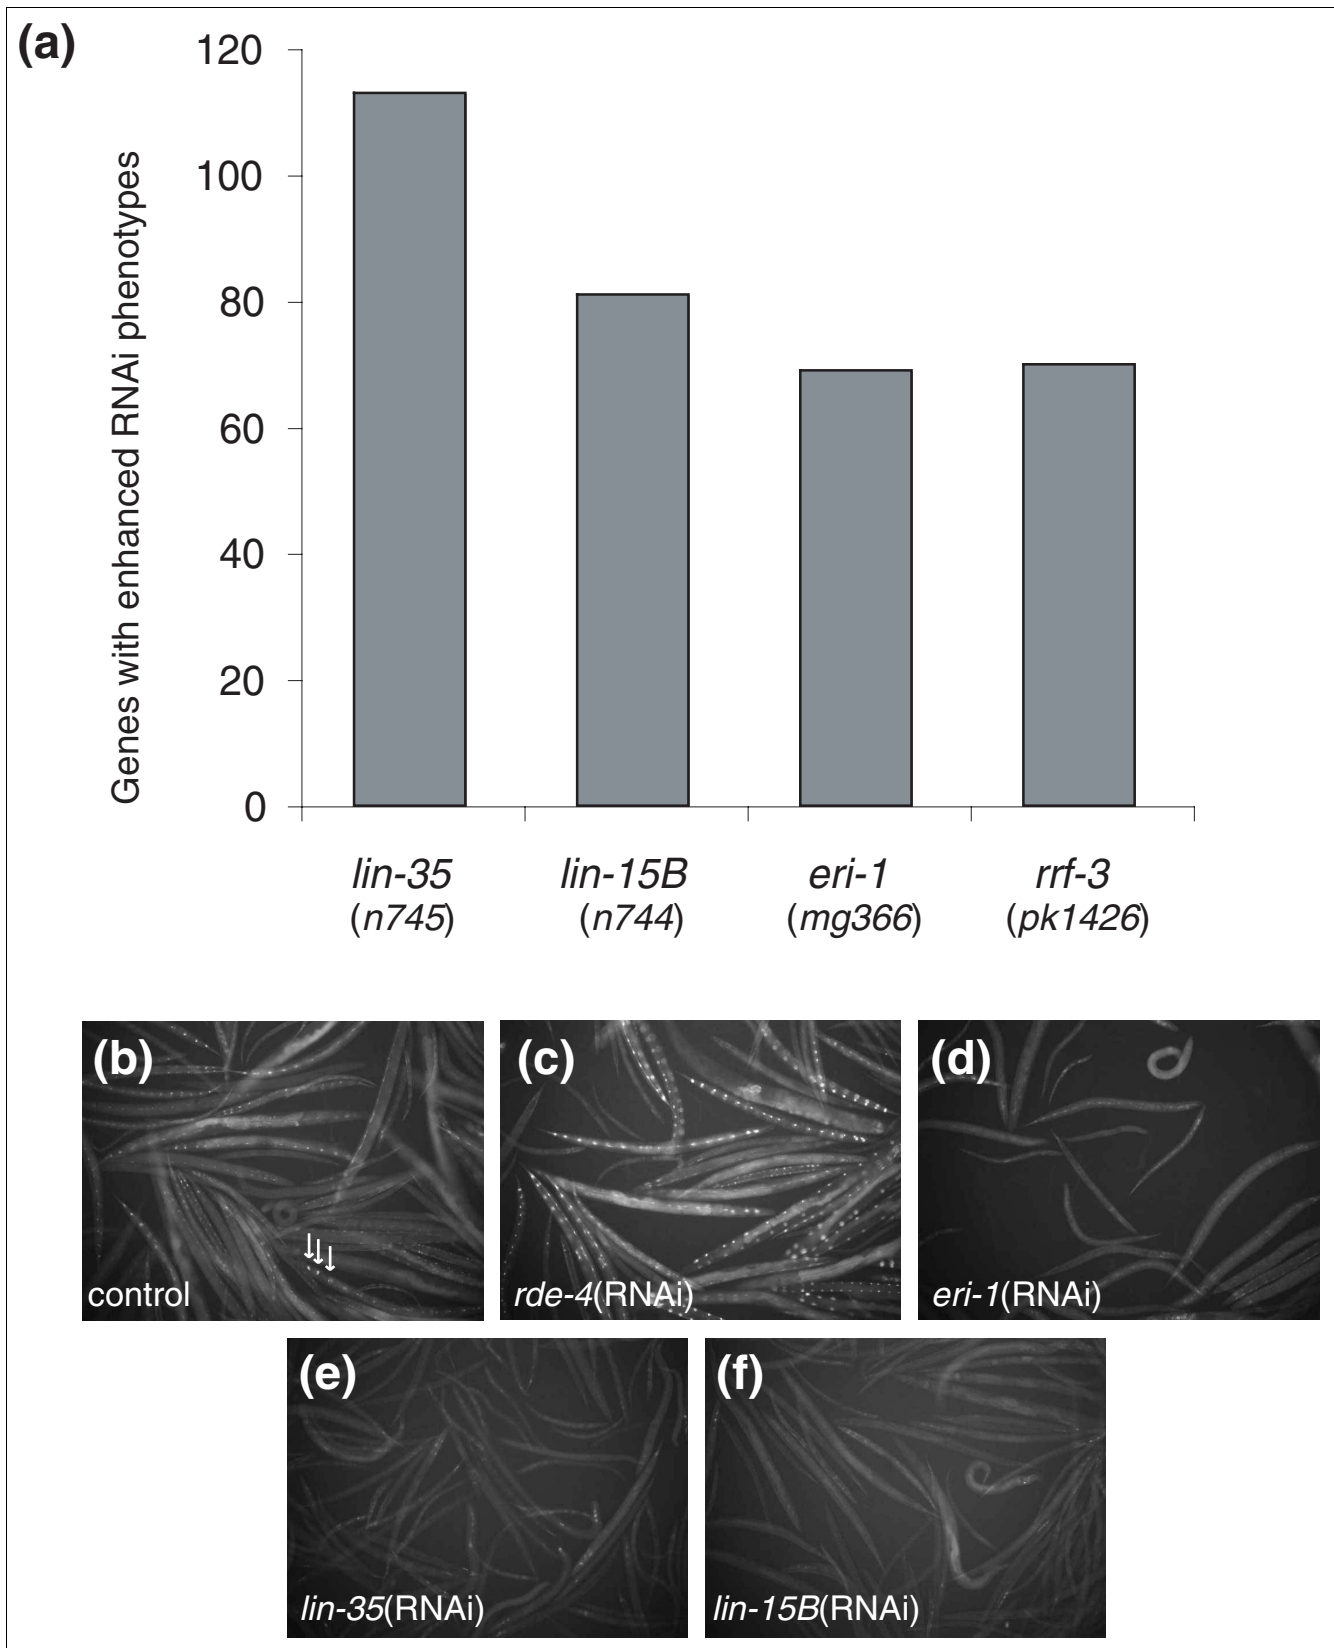 (a)
120
100
80
60
40
20
0
Genes with enhanced RNAi phenotypes
lin-35 lin-15B eri-1 rrf-3
(n745) (n744) (mg366) (pk1426)
(b) (c) (d)
control rde-4(RNAi) eri-1(RNAi)
(e) (f)
lin-35(RNAi) lin-15B(RNAi)